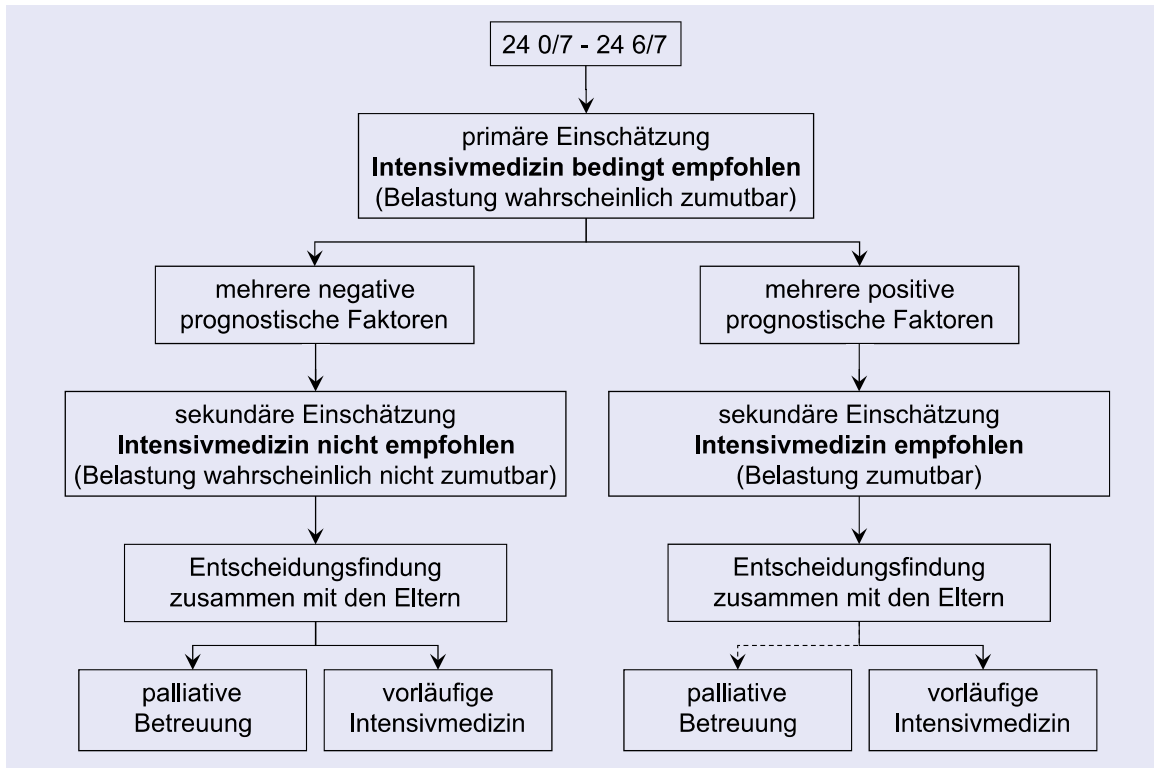 24 0/7 - 24 6/7
primäre Einschätzung
Intensivmedizin bedingt empfohlen
(Belastung wahrscheinlich zumutbar)
mehrere negative
prognostische Faktoren
mehrere positive
prognostische Faktoren
sekundäre Einschätzung
Intensivmedizin nicht empfohlen
(Belastung wahrscheinlich nicht zumutbar)
sekundäre Einschätzung
Intensivmedizin empfohlen
(Belastung zumutbar)
Entscheidungsfindung
zusammen mit den Eltern
Entscheidungsfindung
zusammen mit den Eltern
palliative
Betreuung
vorläufige
Intensivmedizin
palliative
Betreuung
vorläufige
Intensivmedizin